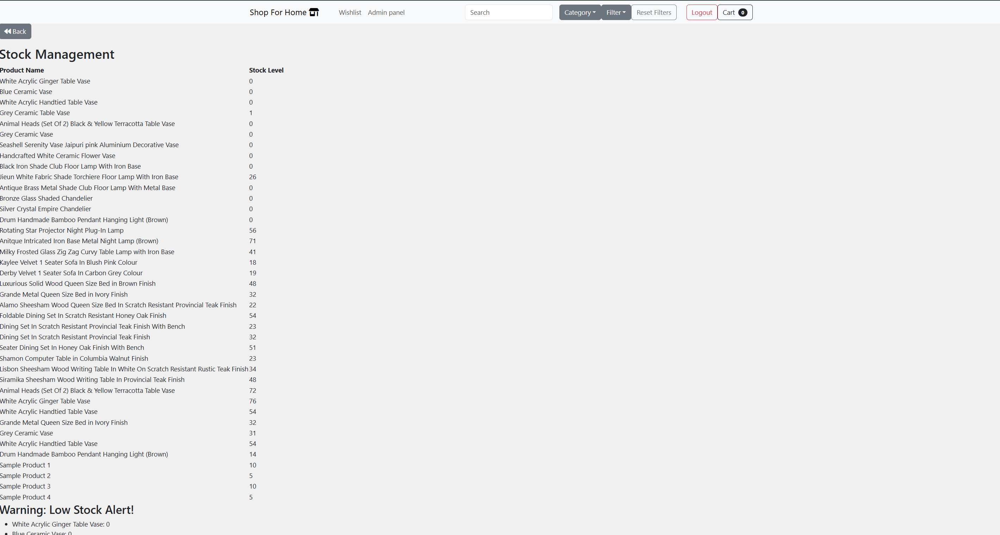 Shop For Home Wishlist Admin panel Search Category Filter Reset Filters Logout Cart 0
Back
Stock Management
Product Name Stock Level
White Acrylic Ginger Table Vase 0
Blue Ceramic Vase 0
White Acrylic Handtied Table Vase 0
Grey Ceramic Table Vase 1
Animal Heads (Set Of 2) Black & Yellow Terracotta Table Vase 0
Grey Ceramic Vase 0
Seashell Serenity Vase Jaipuri pink Aluminium Decorative Vase 0
Handcrafted White Ceramic Flower Vase 0
Black Iron Shade Club Floor Lamp With Iron Base 0
Jieun White Fabric Shade Torchiere Floor Lamp With Iron Base 26
Antique Brass Metal Shade Club Floor Lamp With Metal Base 0
Bronze Glass Shaded Chandelier 0
Silver Crystal Empire Chandelier 0
Drum Handmade Bamboo Pendant Hanging Light (Brown) 0
Rotating Star Projector Night Plug-In Lamp 56
Anitque Intricated Iron Base Metal Night Lamp (Brown) 71
Milky Frosted Glass Zig Zag Curvy Table Lamp with Iron Base 41
Kaylee Velvet 1 Seater Sofa In Blush Pink Colour 18
Derby Velvet 1 Seater Sofa In Carbon Grey Colour 19
Luxurious Solid Wood Queen Size Bed in Brown Finish 48
Grande Metal Queen Size Bed in Ivory Finish 32
Alamo Sheesham Wood Queen Size Bed In Scratch Resistant Provincial Teak Finish 22
Foldable Dining Set In Scratch Resistant Honey Oak Finish 54
Dining Set In Scratch Resistant Provincial Teak Finish With Bench 23
Dining Set In Scratch Resistant Provincial Teak Finish 32
Seater Dining Set In Honey Oak Finish With Bench 51
Shamon Computer Table in Columbia Walnut Finish 23
Lisbon Sheesham Wood Writing Table In White On Scratch Resistant Rustic Teak Finish 34
Siramika Sheesham Wood Writing Table In Provincial Teak Finish 48
Animal Heads (Set Of 2) Black & Yellow Terracotta Table Vase 72
White Acrylic Ginger Table Vase 76
White Acrylic Handtied Table Vase 54
Grande Metal Queen Size Bed in Ivory Finish 32
Grey Ceramic Vase 31
White Acrylic Handtied Table Vase 54
Drum Handmade Bamboo Pendant Hanging Light (Brown) 14
Sample Product 1 10
Sample Product 2 5
Sample Product 3 10
Sample Product 4 5
Warning: Low Stock Alert!
• White Acrylic Ginger Table Vase: 0
• Blue Ceramic Vase: 0